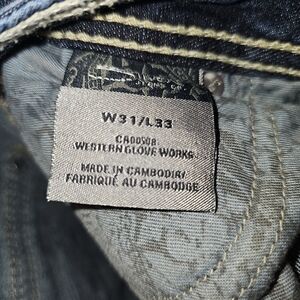 W31/L33
CA00508
WESTERN GLOVE WORKS
MADE IN CAMBODIA/
FABRIQUÉ AU CAMBODGE